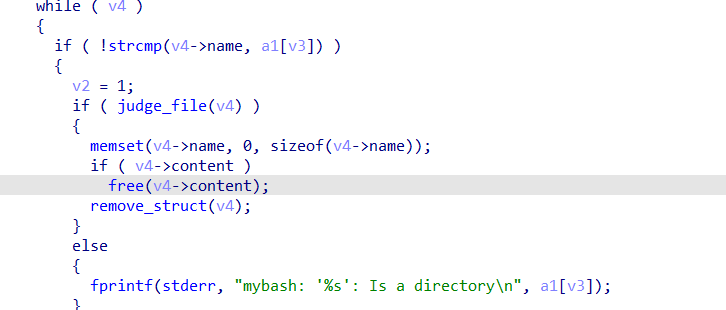 while ( v4 )
{
if ( !strcmp(v4->name, a1[v3]) )
{
v2 = 1;
if ( judge_file(v4) )
{
memset(v4->name, 0, sizeof(v4->name));
if ( v4->content )
free(v4->content);
remove_struct(v4);
}
else
{
fprintf(stderr, "mybash: '%s': Is a directory\n", a1[v3]);
}